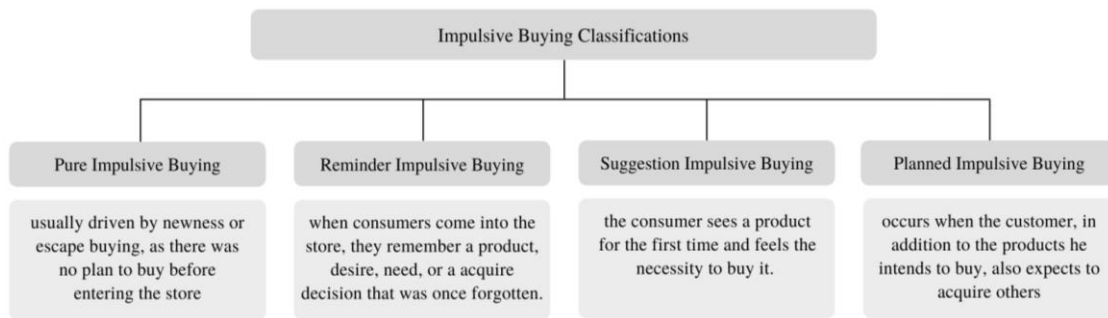 Impulsive Buying Classifications
Pure Impulsive Buying
usually driven by newness or
escape buying, as there was
no plan to buy before
entering the store
Reminder Impulsive Buying
when consumers come into the
store, they remember a product,
desire, need, or a acquire
decision that was once forgotten.
Suggestion Impulsive Buying
the consumer sees a product
for the first time and feels the
necessity to buy it.
Planned Impulsive Buying
occurs when the customer, in
addition to the products he
intends to buy, also expects to
acquire others